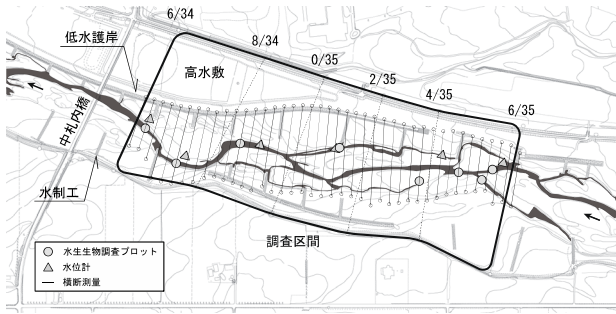 6/34
8/34
0/35
2/35
4/35
6/35
低水護岸
高水敷
中札内橋
水制工
調査区間
水生生物調査プロット
水位計
横断測量